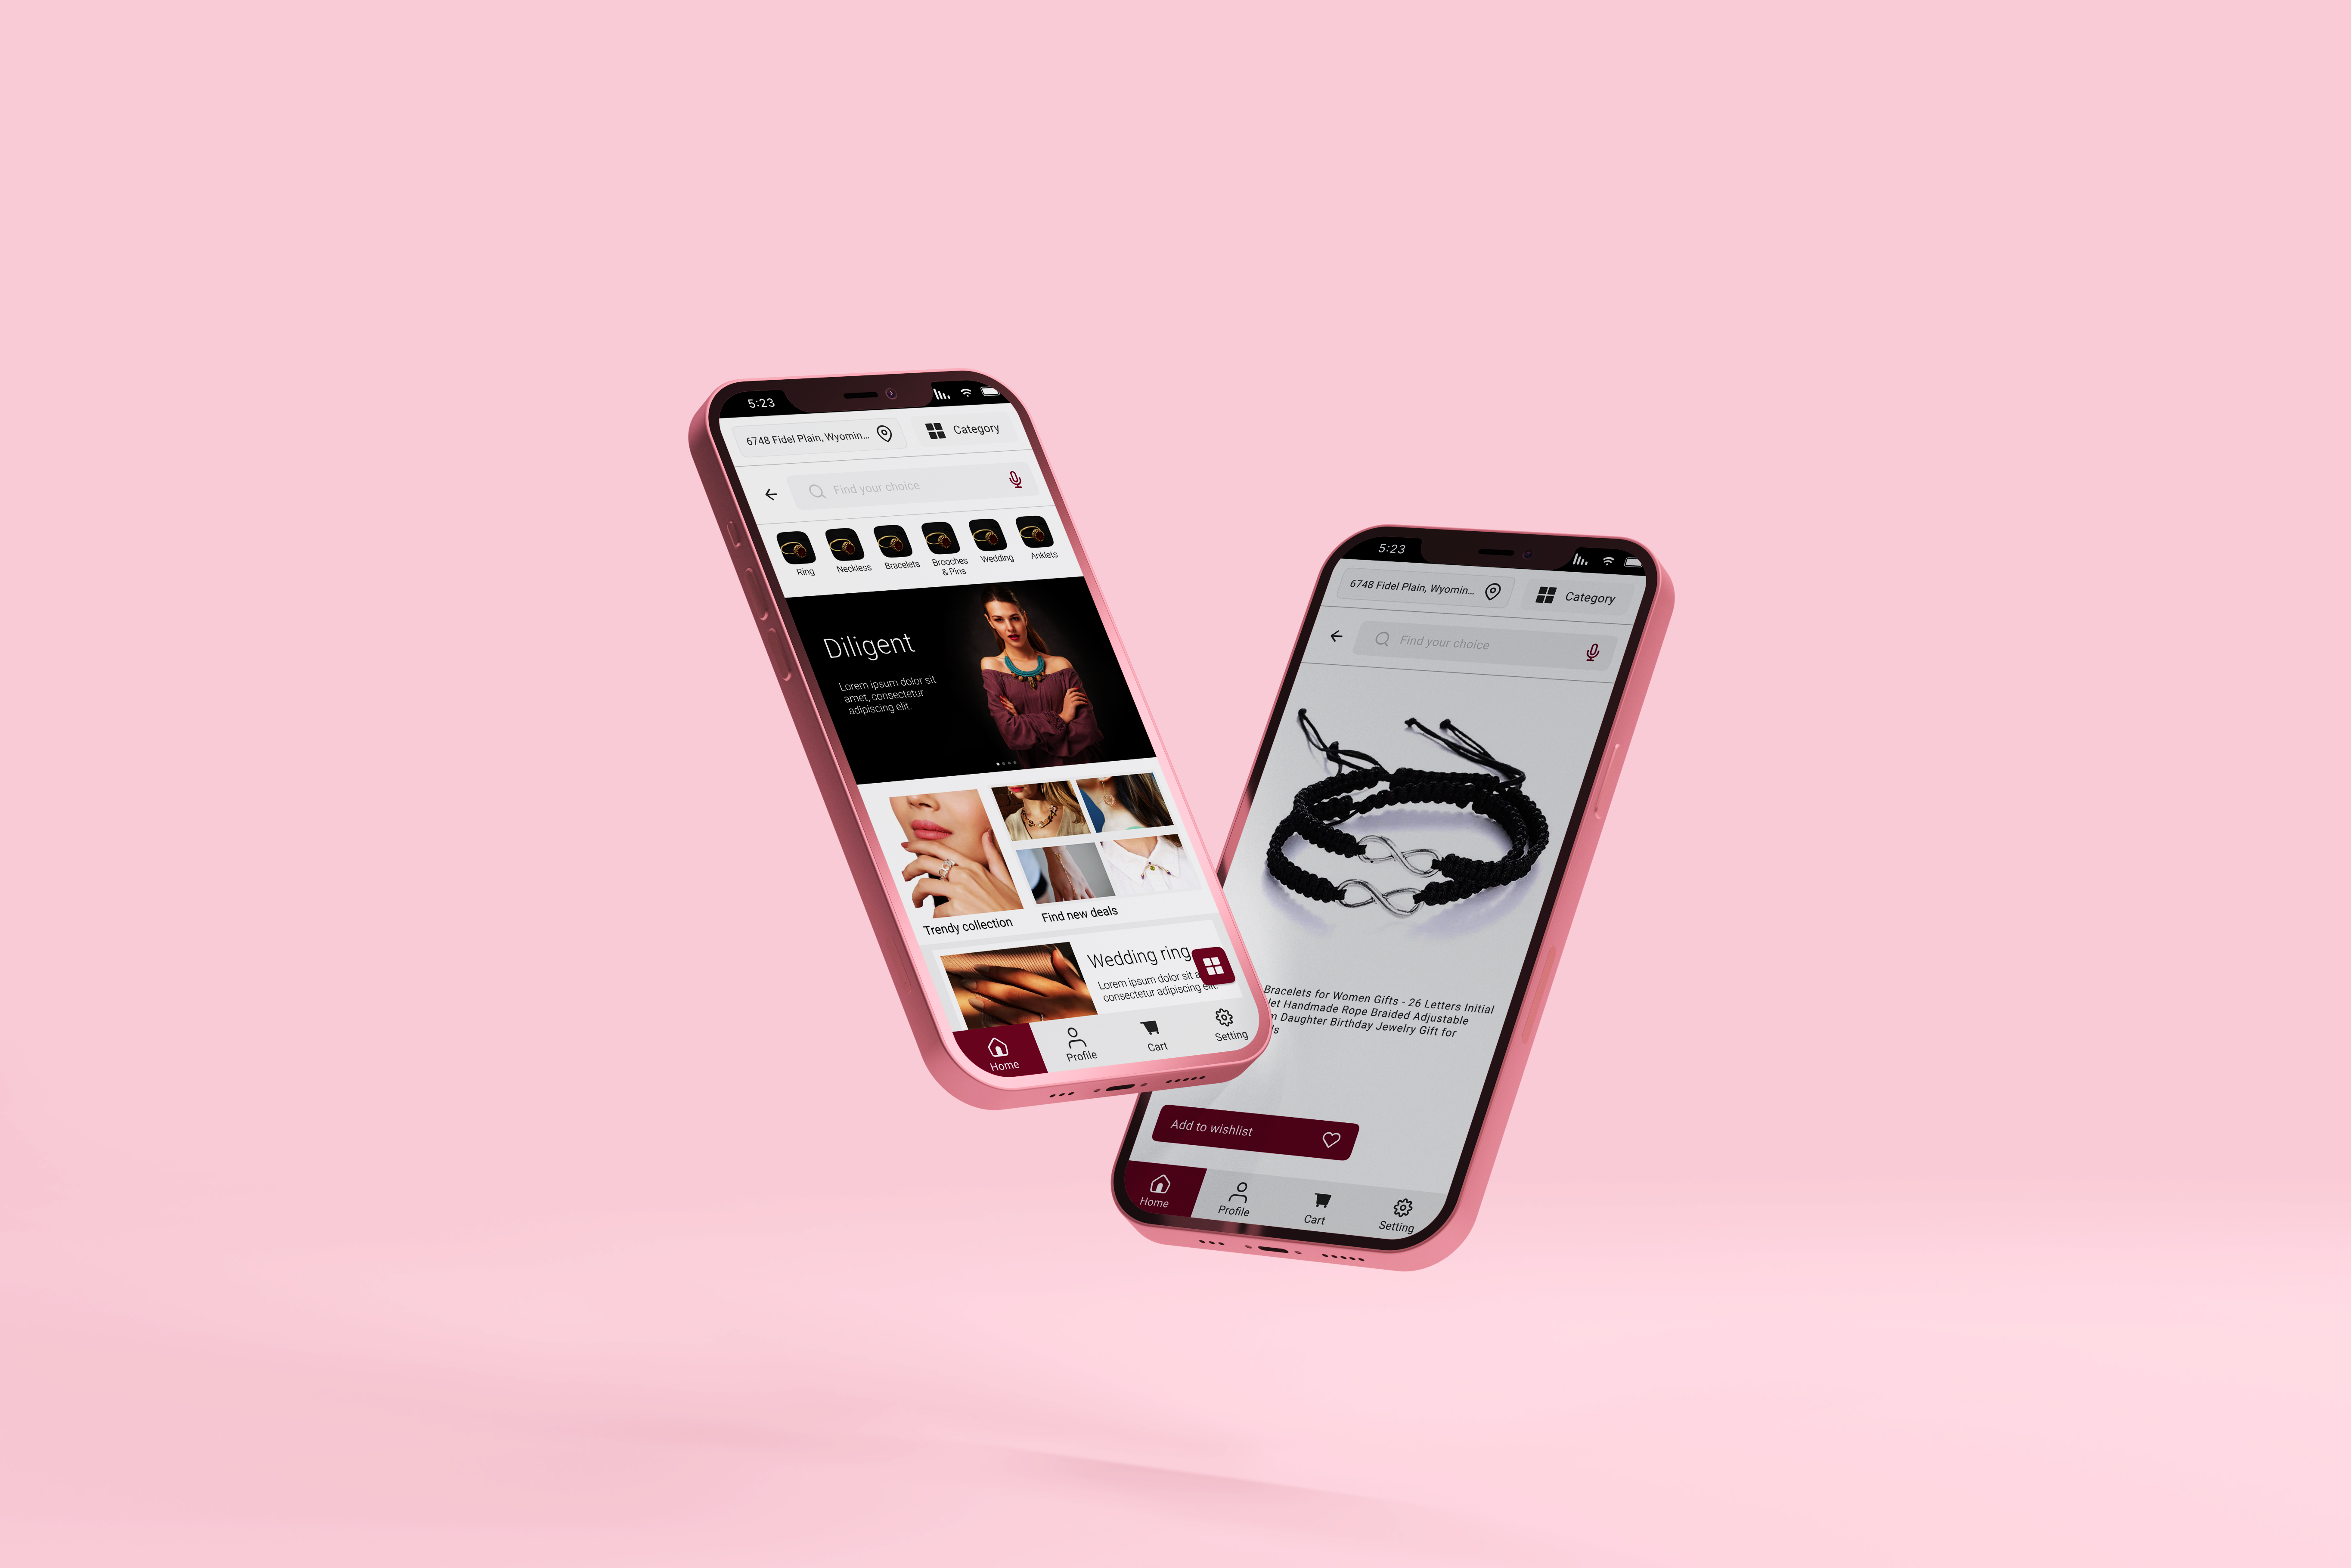 5:23
6748 Fidel Plain, Wyomin...
Category
Find your choice
Ring
Neckless
Bracelets
Brooches
& Pins
Wedding
Anklets
Diligent
Lorem ipsum dolor sit
amet, consectetur
adipiscing elit.
Trendy collection
Find new deals
Wedding ring
Lorem ipsum dolor sit a
consectetur adipiscing elit.
Home
Profile
Cart
Setting
5:23
6748 Fidel Plain, Wyomin...
Category
Find your choice
Bracelets for Women Gifts - 26 Letters Initial
let Handmade Rope Braided Adjustable
Daughter Birthday Jewelry Gift for
Add to wishlist
Home
Profile
Cart
Setting